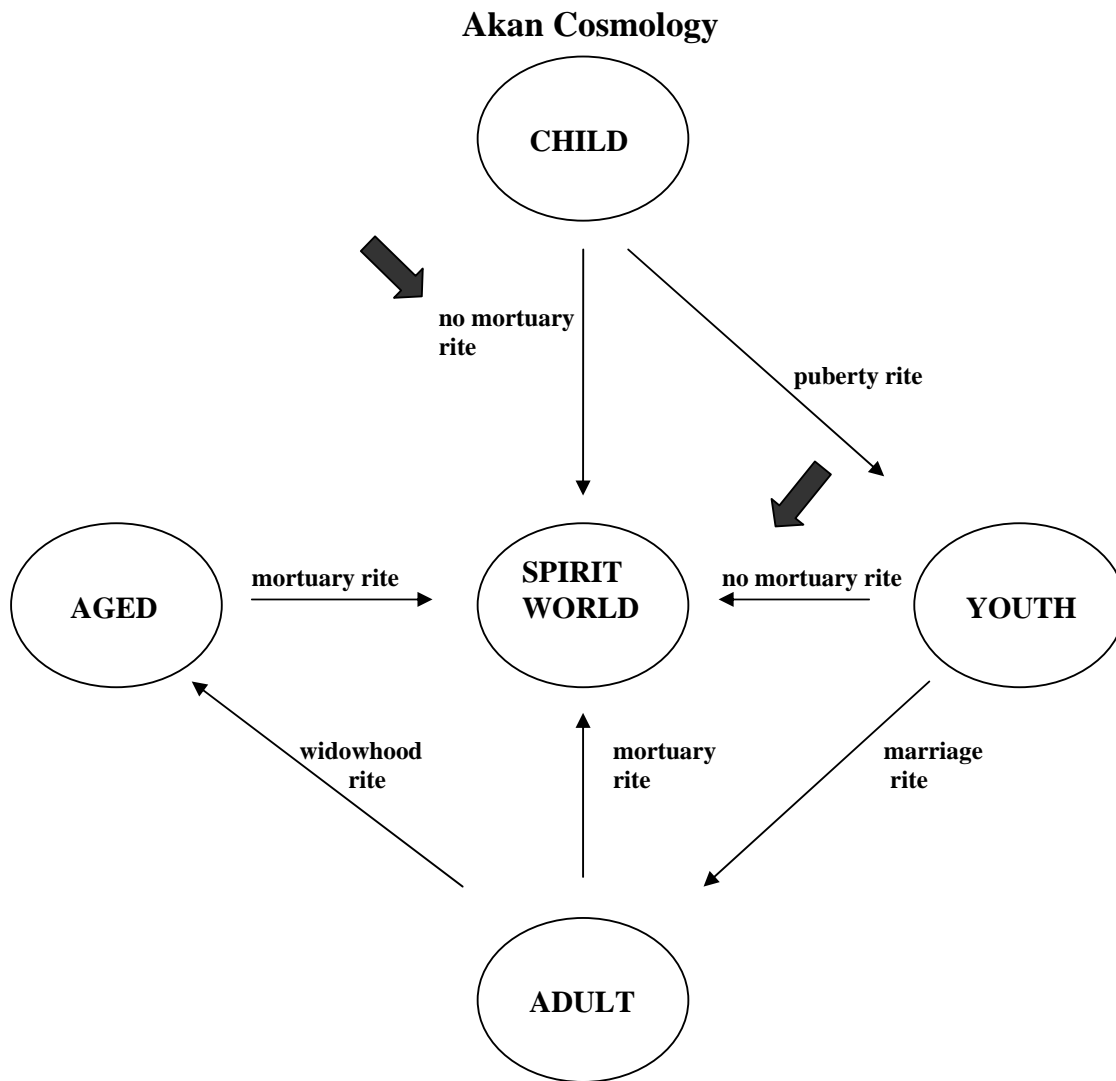 Akan Cosmology
CHILD
no mortuary
rite
puberty rite
AGED
mortuary rite
SPIRIT
WORLD
no mortuary rite
YOUTH
widowhood
rite
mortuary
rite
marriage
rite
ADULT